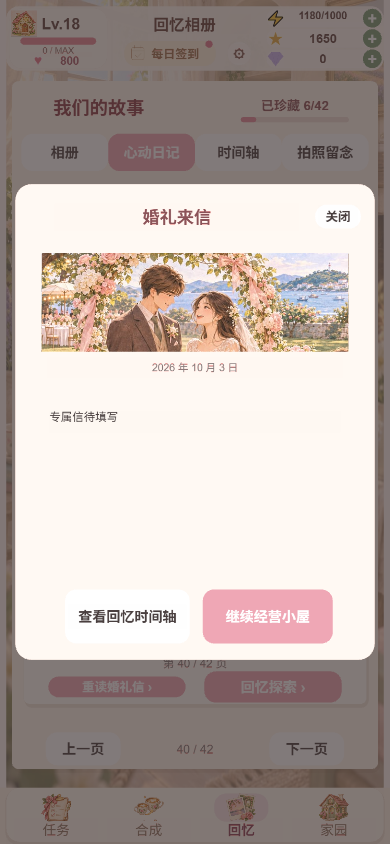 Lv.18
0 / MAX
800
回忆相册
每日签到
1180/1000
1650
0
我们的故事
已珍藏 6/42
相册
心动日记
时间轴
拍照留念
婚礼来信
关闭
2026 年 10 月 3 日
专属信待填写
查看回忆时间轴
继续经营小屋
第 40 / 42 页
重读婚礼信 ›
回忆探索 ›
上一页
40 / 42
下一页
任务
合成
回忆
家园